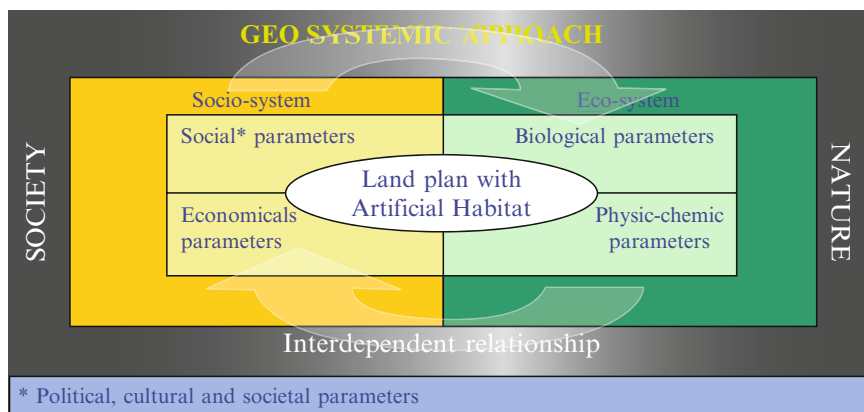 GEO SYSTEMIC APPROACH
Socio-system
Eco-system
Social* parameters
Biological parameters
SOCIETY
Land plan with
Artificial Habitat
NATURE
Economicals
parameters
Physic-chemic
parameters
Interdependent relationship
* Political, cultural and societal parameters